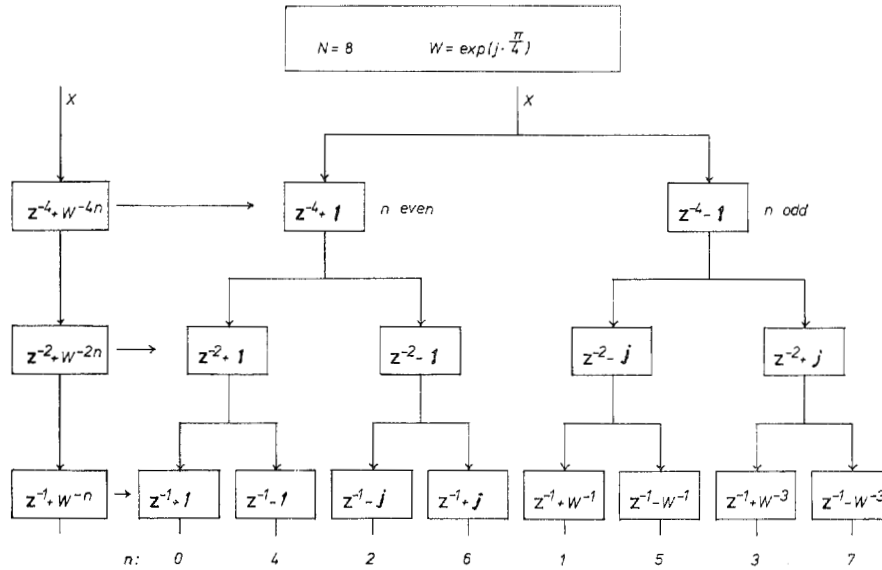 N = 8 W = exp(j·π/4)
X X
z⁻⁴+W⁻⁴ⁿ z⁻⁴+1 n even z⁻⁴-1 n odd
z⁻²+W⁻²ⁿ z⁻²+1 z⁻²-1 z⁻²-j z⁻²+j
z⁻¹+W⁻ⁿ z⁻¹+1 z⁻¹-1 z⁻¹-j z⁻¹+j z⁻¹+W⁻¹ z⁻¹-W⁻¹ z⁻¹+W⁻³ z⁻¹-W⁻³
n: 0 4 2 6 1 5 3 7